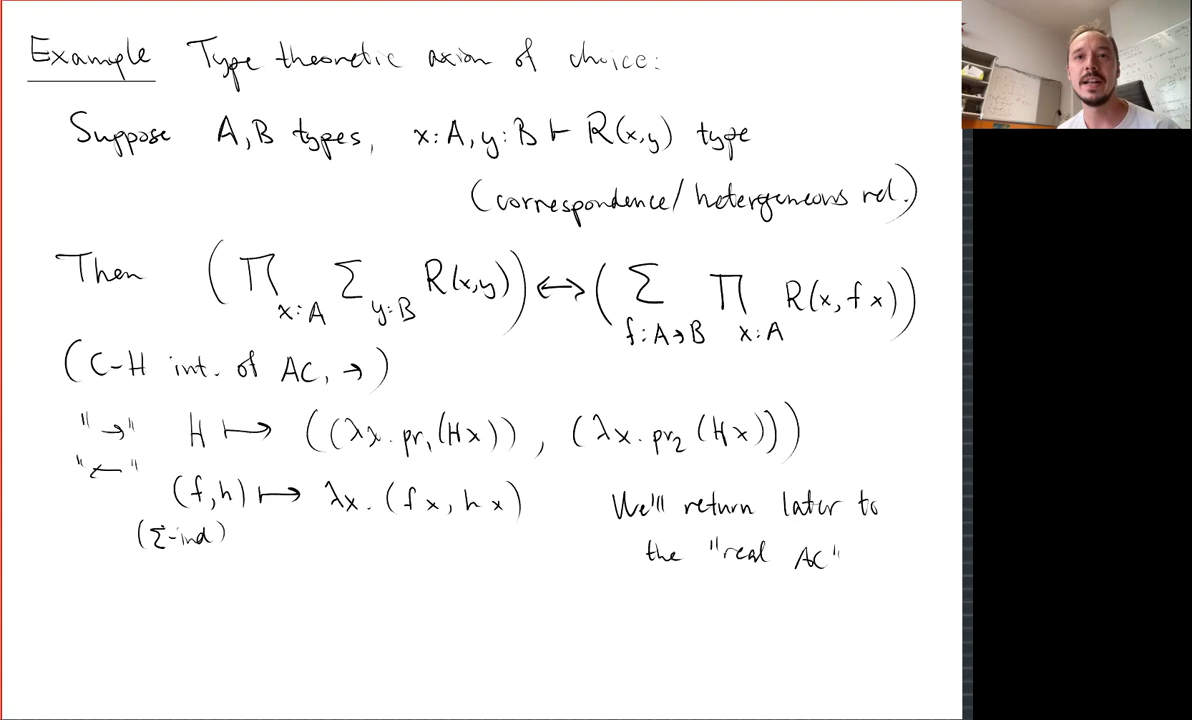 Example Type theoretic axiom of choice:
Suppose A, B types, x:A, y:B ⊢ R(x,y) type
(correspondence/ hetergeneous rel.)
Then (∏_{x:A} ∑_{y:B} R(x,y)) ↔ (∑_{f:A→B} ∏_{x:A} R(x, f x))
(C-H int. of AC, →)
"→" H ↦ ((λx. pr₁(Hx)), (λx. pr₂ (Hx)))
"←" (f,h) ↦ λx. (f x, h x)
(Σ-ind)
We'll return later to
the "real AC"